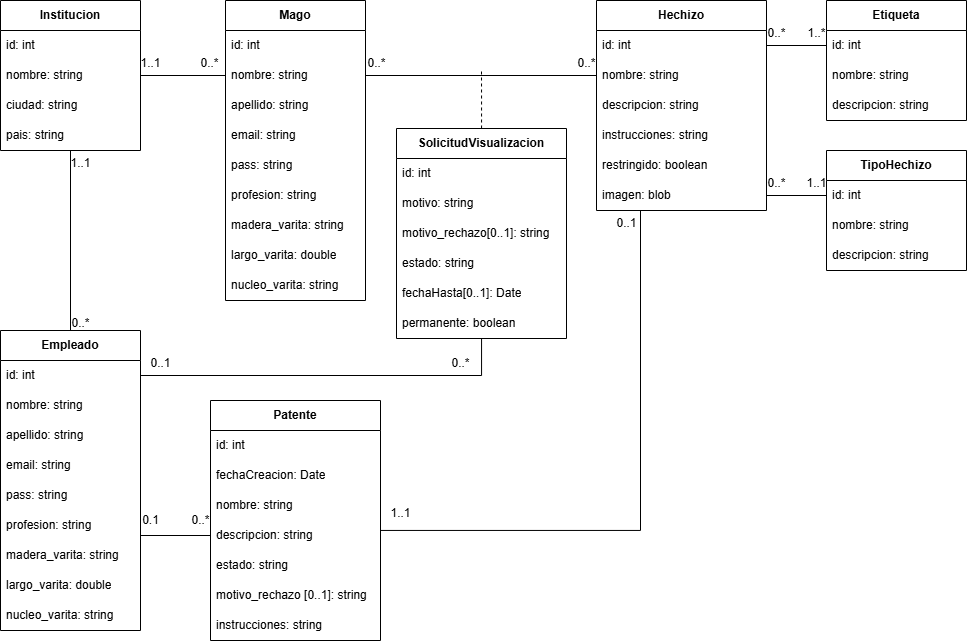 Institucion
id: int
nombre: string
ciudad: string
pais: string
1..1
0..*
1..1
0..*
Mago
id: int
nombre: string
apellido: string
email: string
pass: string
profesion: string
madera_varita: string
largo_varita: double
nucleo_varita: string
0..*
0..*
SolicitudVisualizacion
id: int
motivo: string
motivo_rechazo[0..1]: string
estado: string
fechaHasta[0..1]: Date
permanente: boolean
Hechizo
id: int
nombre: string
descripcion: string
instrucciones: string
restringido: boolean
imagen: blob
0..1
0..*
1..*
Etiqueta
id: int
nombre: string
descripcion: string
0..*
1..1
TipoHechizo
id: int
nombre: string
descripcion: string
Empleado
id: int
nombre: string
apellido: string
email: string
pass: string
profesion: string
madera_varita: string
largo_varita: double
nucleo_varita: string
0..1
0..*
0.1
0..*
Patente
id: int
fechaCreacion: Date
nombre: string
descripcion: string
estado: string
motivo_rechazo [0..1]: string
instrucciones: string
1..1